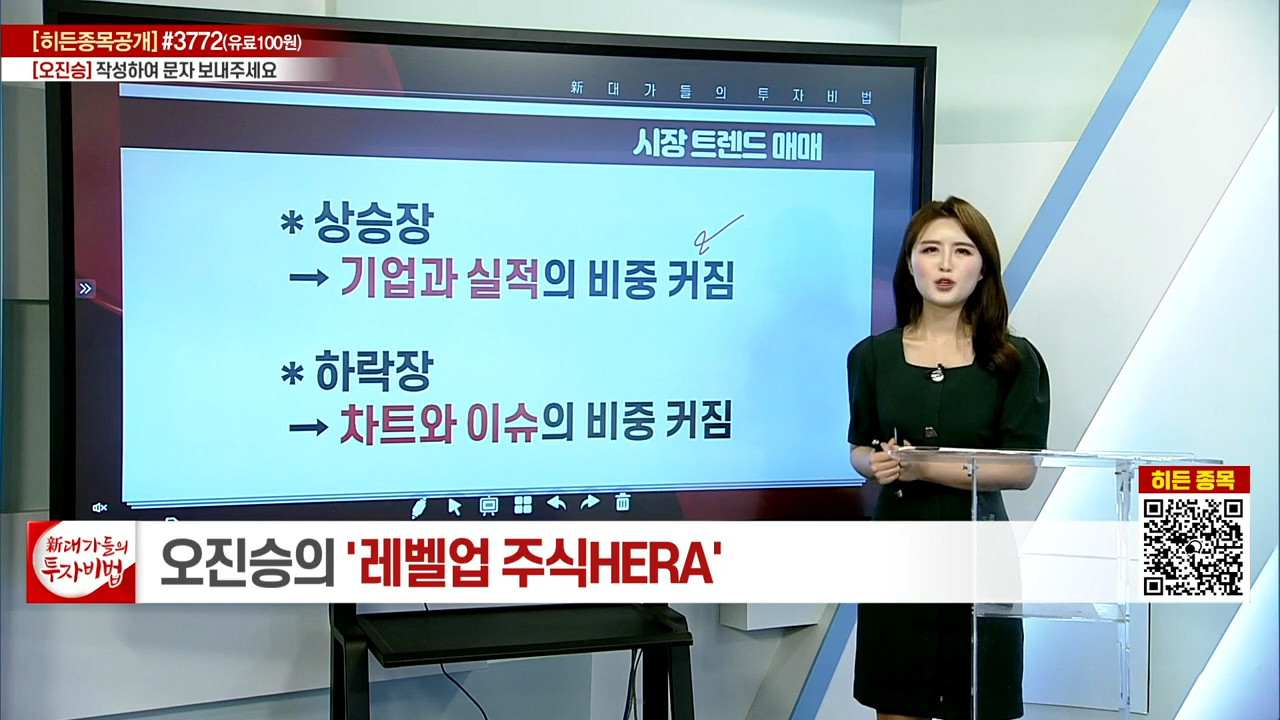 [히든종목공개] #3772(유료100원)
[오진승] 작성하여 문자 보내주세요
新 대가들의 투자비법
시장 트렌드 매매
* 상승장
→ 기업과 실적의 비중 커짐
* 하락장
→ 차트와 이슈의 비중 커짐
히든 종목
新대가들의
투자비법
오진승의 '레벨업 주식HERA'